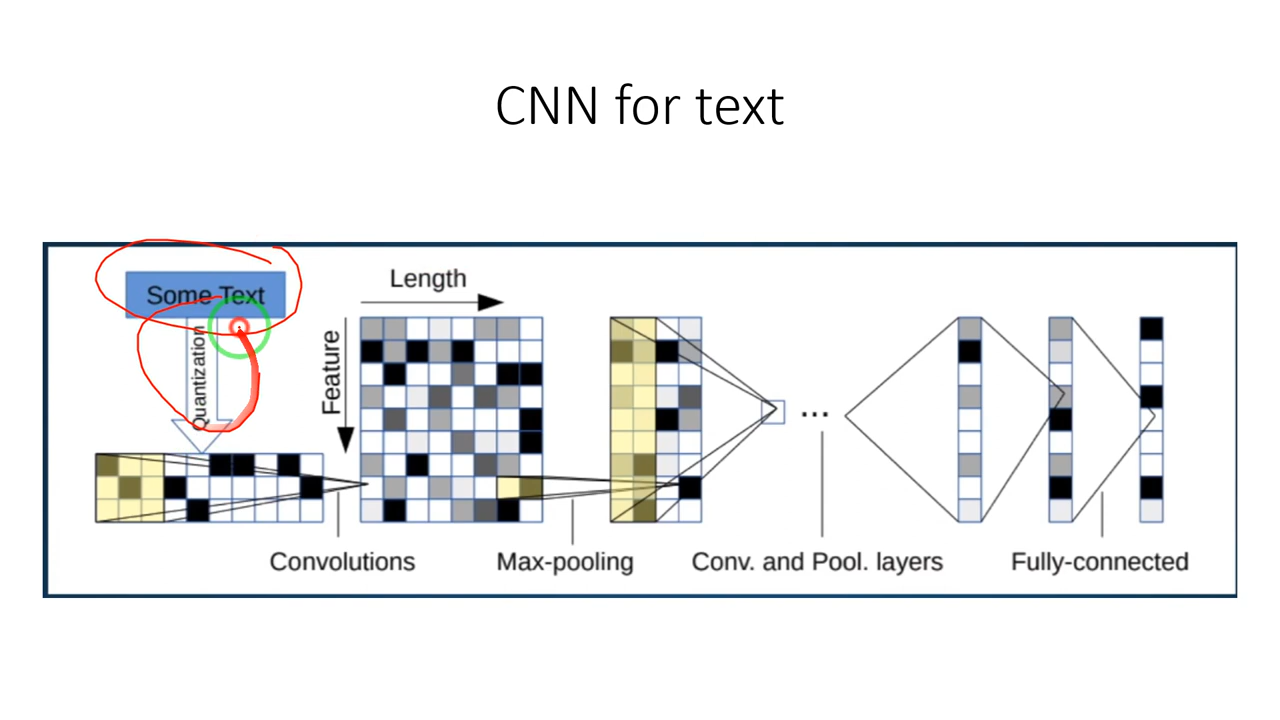 CNN for text
Some Text
Quantization
Length
Feature
...
Convolutions
Max-pooling
Conv. and Pool. layers
Fully-connected